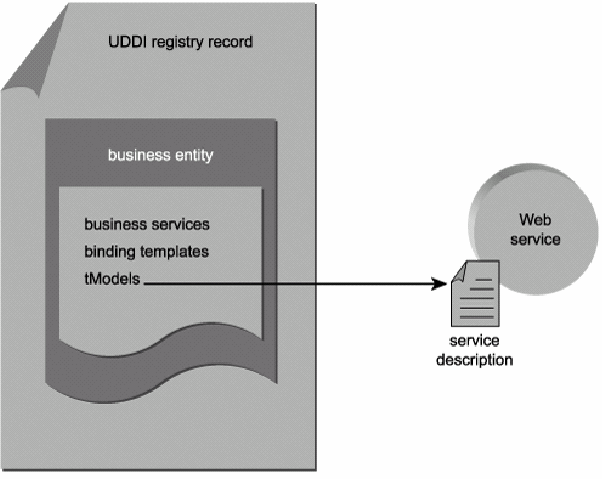 UDDI registry record
business entity
business services
binding templates
tModels
Web
service
service
description